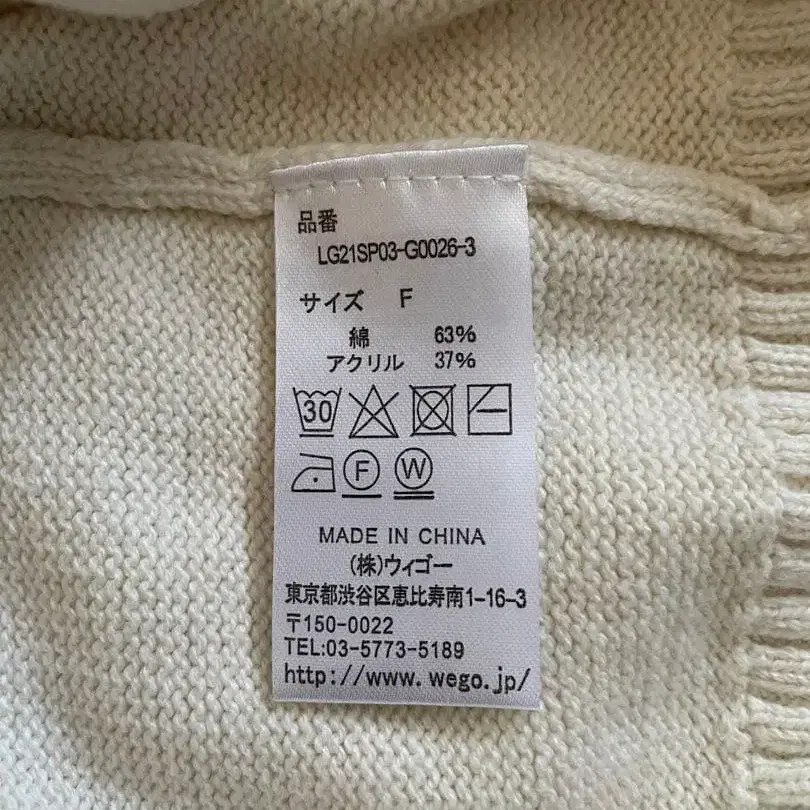 品番
LG21SP03-G0026-3
サイズ F
綿 63%
アクリル 37%
30
F W
MADE IN CHINA
(株)ウィゴー
東京都渋谷区恵比寿南1-16-3
〒150-0022
TEL:03-5773-5189
http://www.wego.jp/